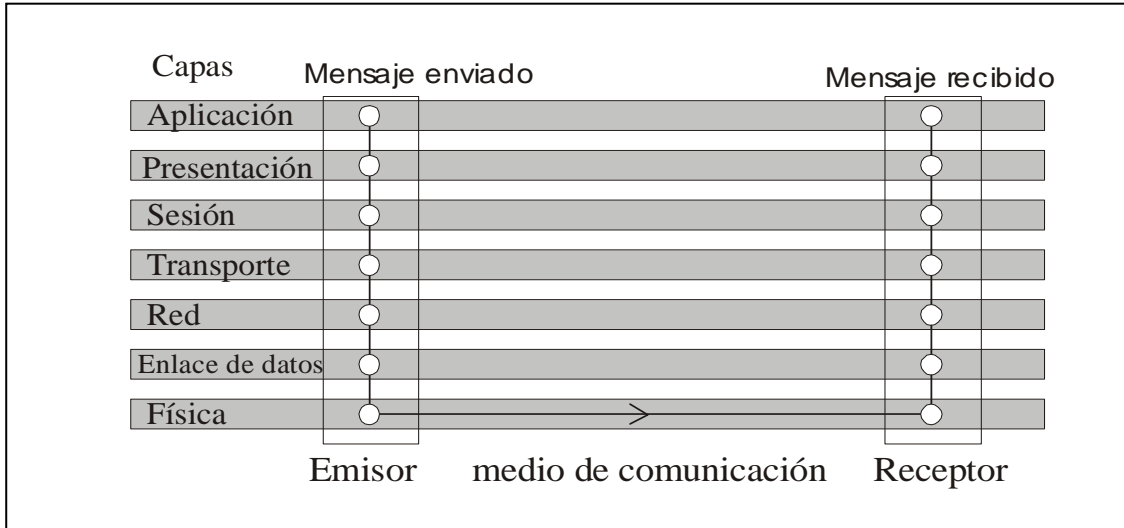 Capas
Mensaje enviado
Mensaje recibido
Aplicación
Presentación
Sesión
Transporte
Red
Enlace de datos
Física
Emisor
medio de comunicación
Receptor